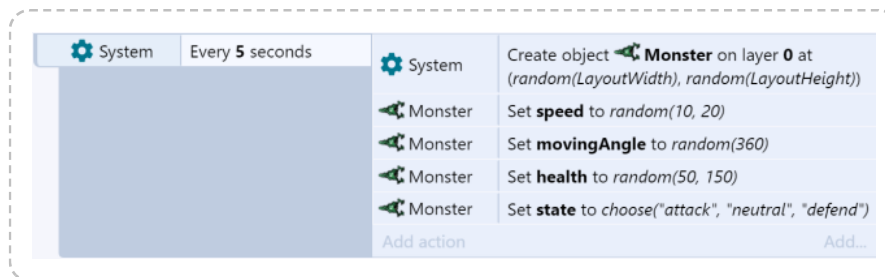 System Every 5 seconds
System Create object Monster on layer 0 at
(random(LayoutWidth), random(LayoutHeight))
Monster Set speed to random(10, 20)
Monster Set movingAngle to random(360)
Monster Set health to random(50, 150)
Monster Set state to choose("attack", "neutral", "defend")
Add action Add...